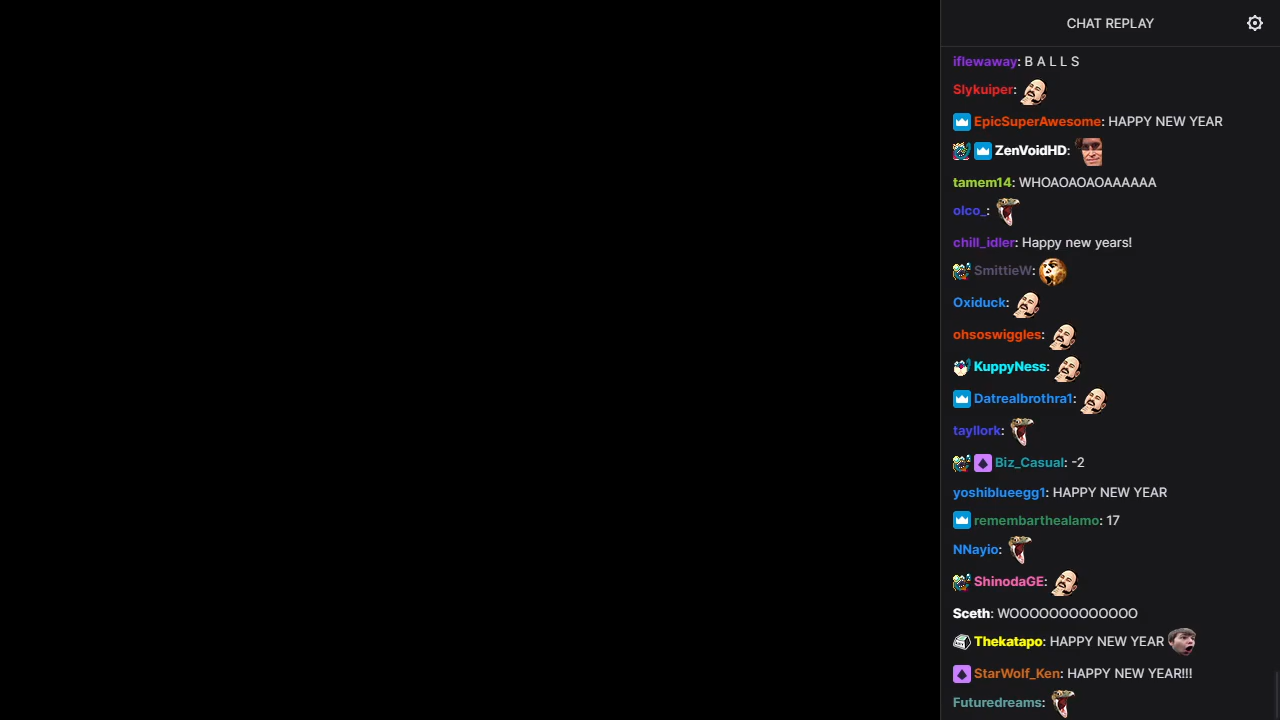 CHAT REPLAY
iflewaway: B A L L S
Slykuiper:
EpicSuperAwesome: HAPPY NEW YEAR
ZenVoidHD:
tamem14: WHOAOAOAOAAAAAA
olco_:
chill_idler: Happy new years!
SmittieW:
Oxiduck:
ohsoswiggles:
KuppyNess:
Datrealbrothra1:
tayllork:
Biz_Casual: -2
yoshiblueegg1: HAPPY NEW YEAR
remembarthealamo: 17
NNayio:
ShinodaGE:
Sceth: WOOOOOOOOOOOOO
Thekatapo: HAPPY NEW YEAR
StarWolf_Ken: HAPPY NEW YEAR!!!
Futuredreams: